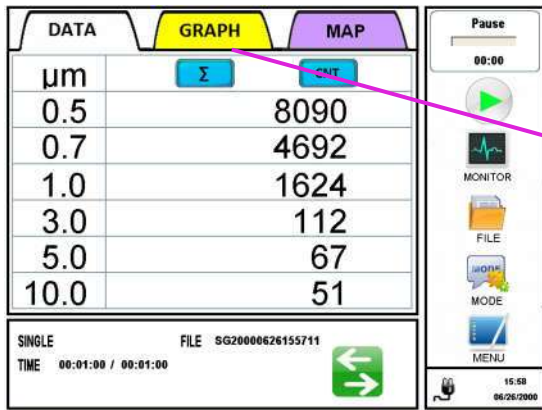 DATA GRAPH MAP
µm Σ CNT
0.5 8090
0.7 4692
1.0 1624
3.0 112
5.0 67
10.0 51
SINGLE FILE SG20000626155711
TIME 00:01:00 / 00:01:00
Pause
00:00
MONITOR
FILE
MODE
MODE
MENU
15:58
06/26/2000